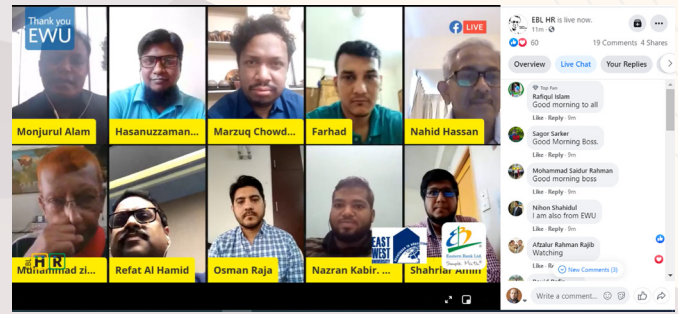 Thank you
EWU
LIVE
Monjurul Alam
Hasanuzzaman...
Marzuq Chowd...
Farhad
Nahid Hassan
Muhammad zi...
HR
Refat Al Hamid
Osman Raja
Nazran Kabir. ...
Shahriar Amin
EAST
WEST
Eastern Bank Ltd.
Simple Math
EBL HR is live now.
11m
60
19 Comments 4 Shares
Overview
Live Chat
Your Replies
Top Fan
Rafiqul Islam
Good morning to all
Like · Reply · 9m
Sagor Sarker
Good Morning Boss.
Like · Reply · 9m
Mohammad Saidur Rahman
Good morning boss
Like · Reply · 9m
Nihon Shahidul
I am also from EWU
Like · Reply · 9m
Afzalur Rahman Rajib
Watching
Like · Re
New Comments (3)
Write a comment...